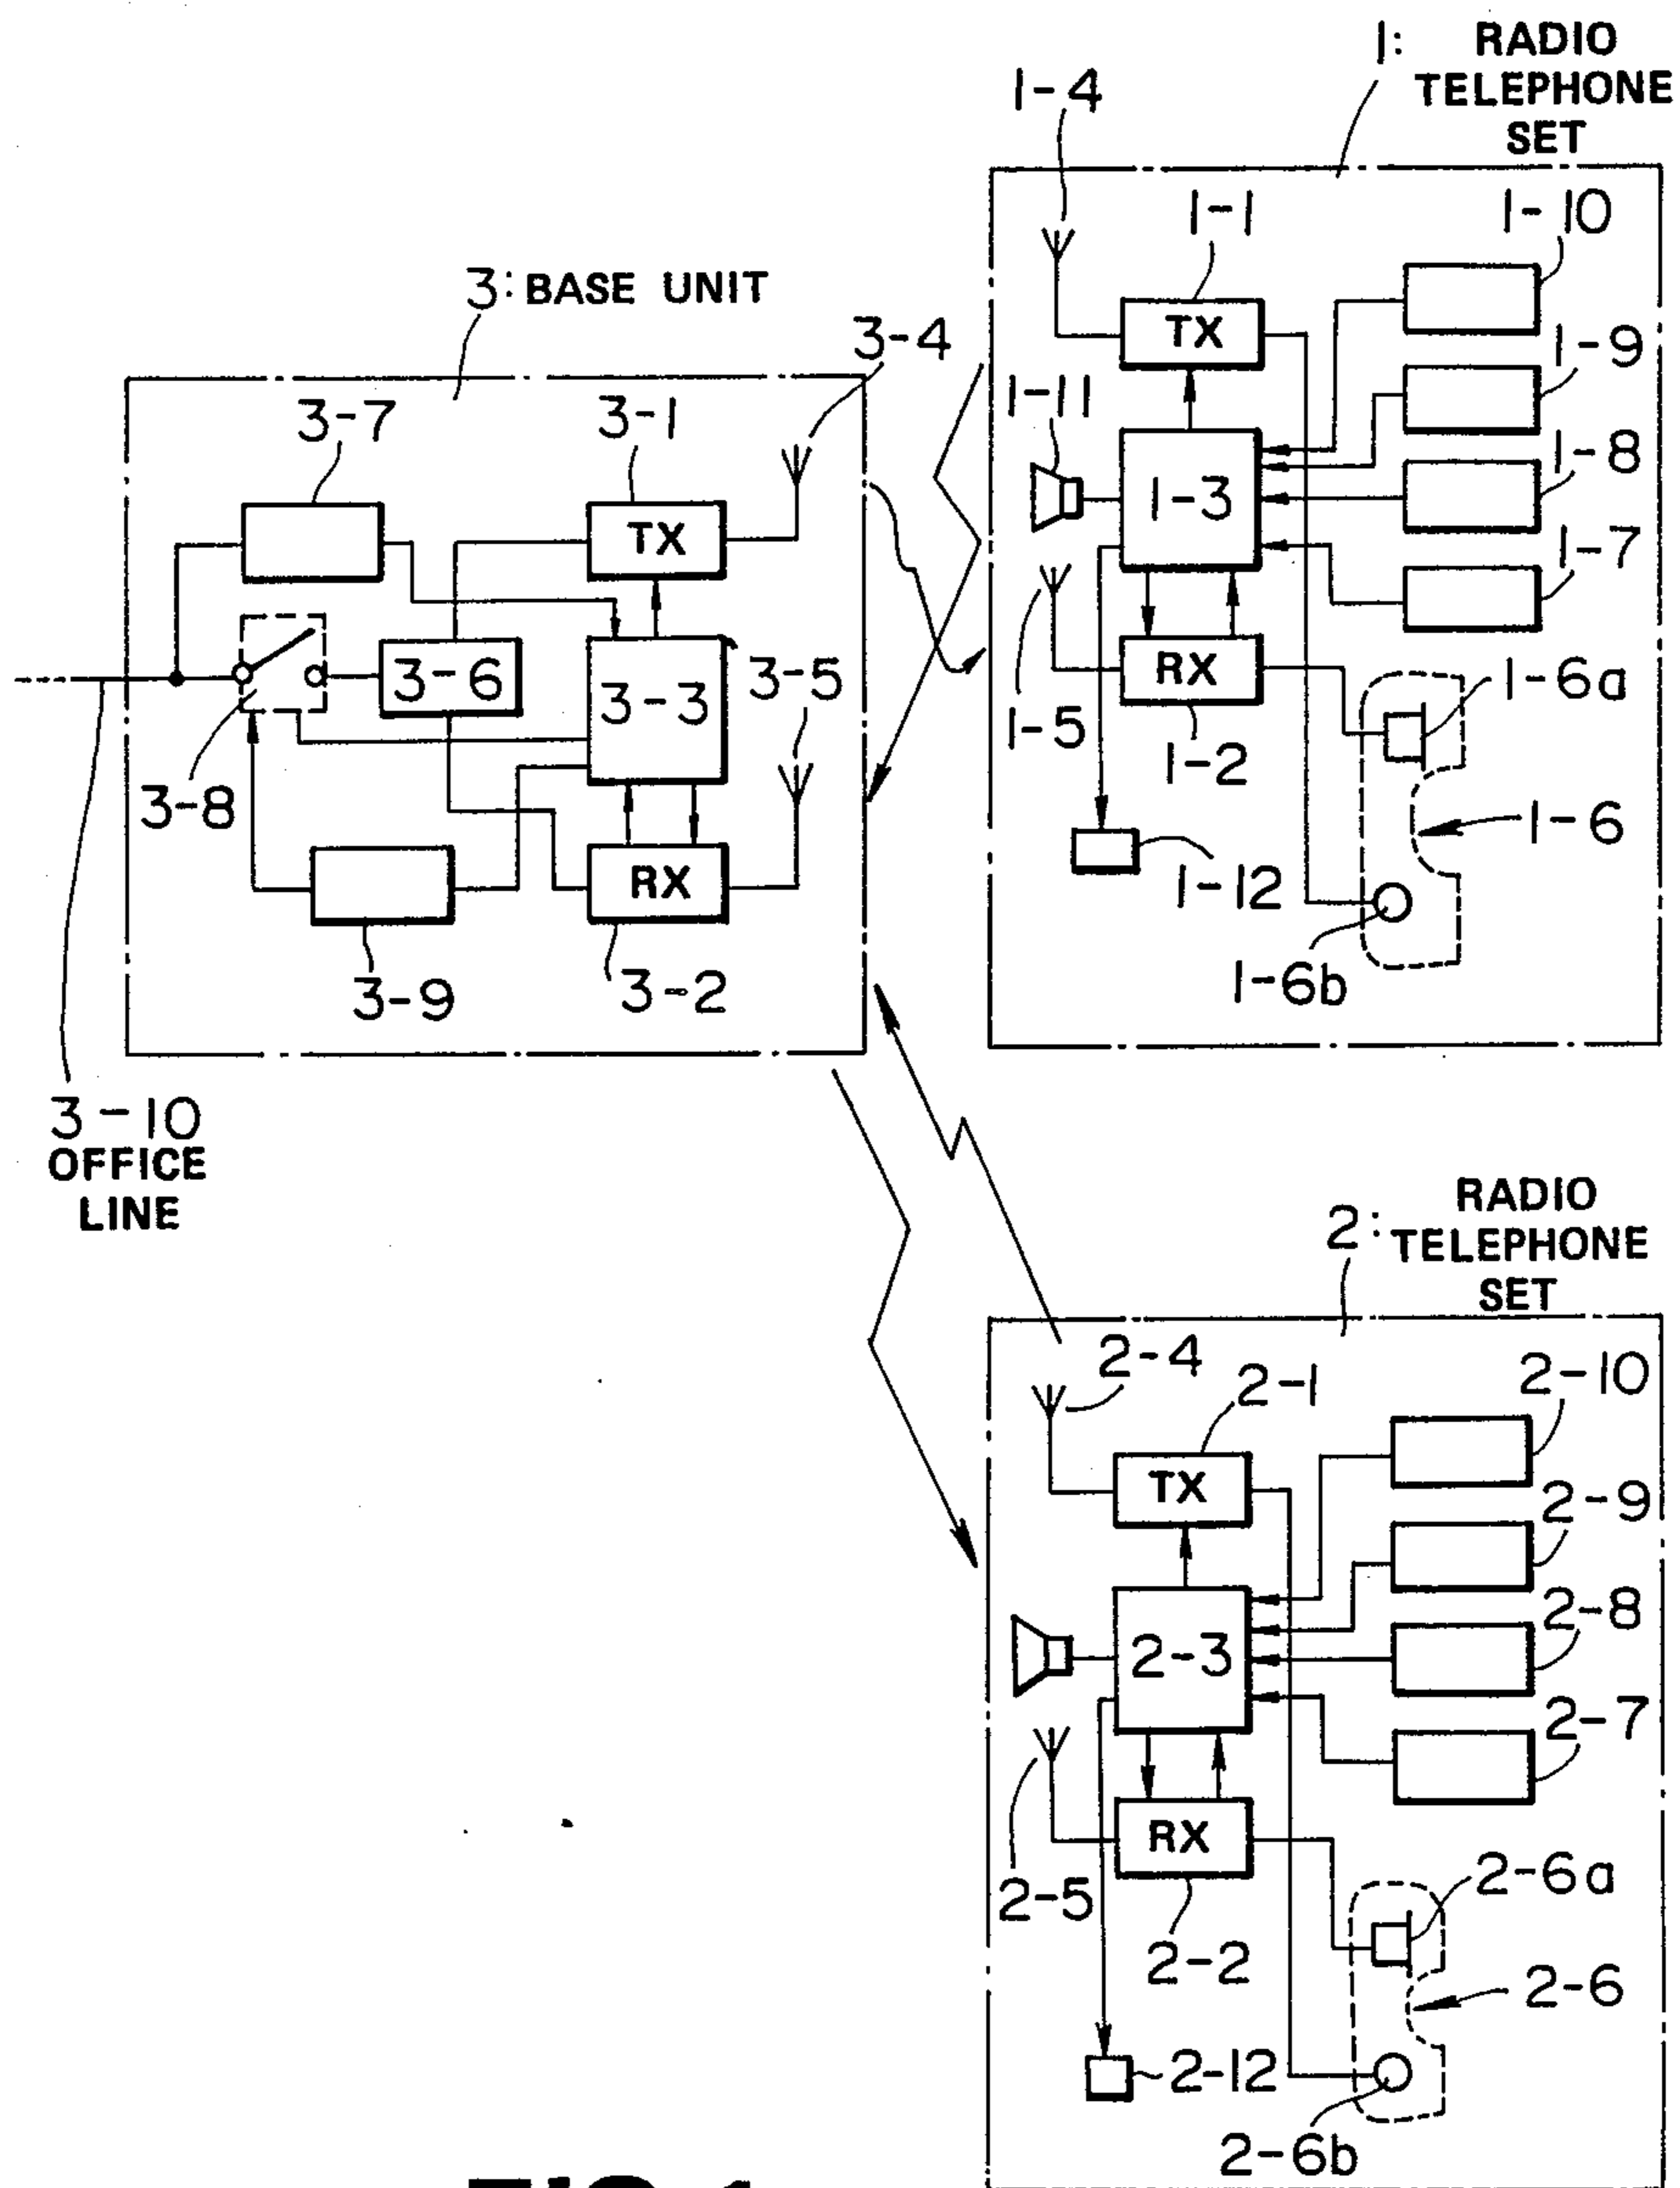 1: RADIO
TELEPHONE
SET
1-4
1-1
1-10
TX
1-9
1-11
1-3
1-8
1-7
RX
1-5
1-2
1-6a
1-6
1-12
1-6b
3: BASE UNIT
3-4
3-7
3-1
TX
3-6
3-3
3-5
3-8
RX
3-9
3-2
3-10
OFFICE
LINE
2: RADIO
TELEPHONE
SET
2-4
2-1
2-10
TX
2-9
2-3
2-8
2-7
RX
2-5
2-2
2-6a
2-6
2-12
2-6b